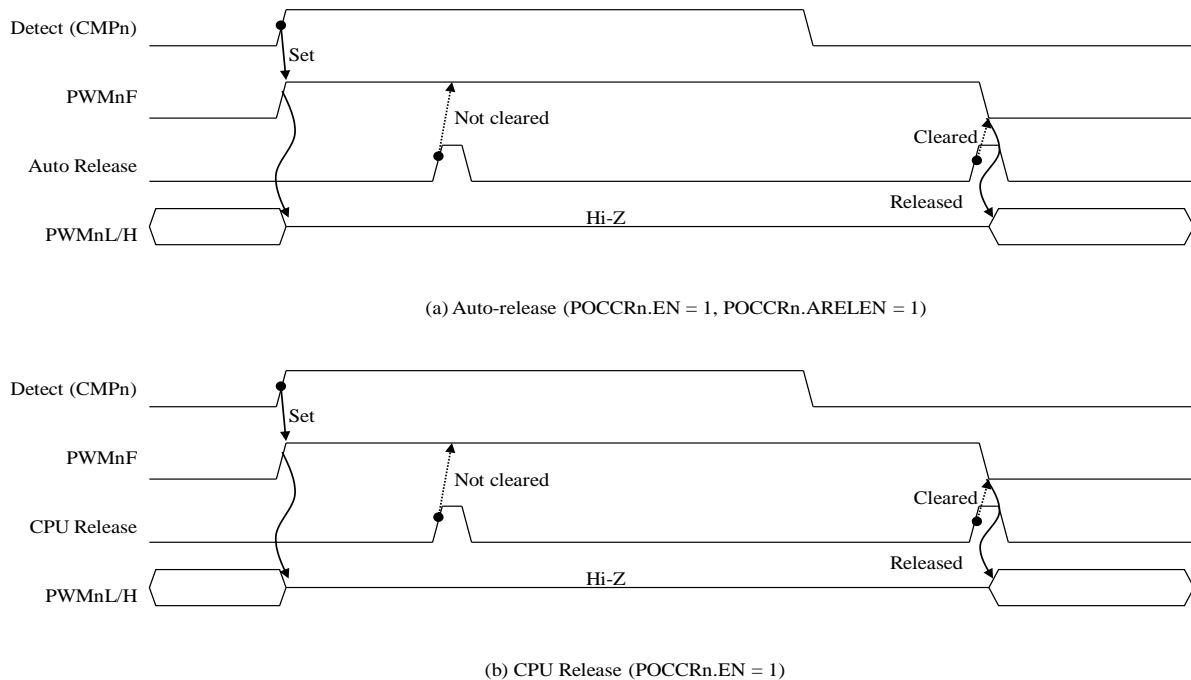 Detect (CMPn)
Set
PWMnF
Not cleared
Cleared
Auto Release
Released
Hi-Z
PWMnL/H
(a) Auto-release (POCCRn.EN = 1, POCCRn.ARELEN = 1)
Detect (CMPn)
Set
PWMnF
Not cleared
Cleared
CPU Release
Released
Hi-Z
PWMnL/H
(b) CPU Release (POCCRn.EN = 1)